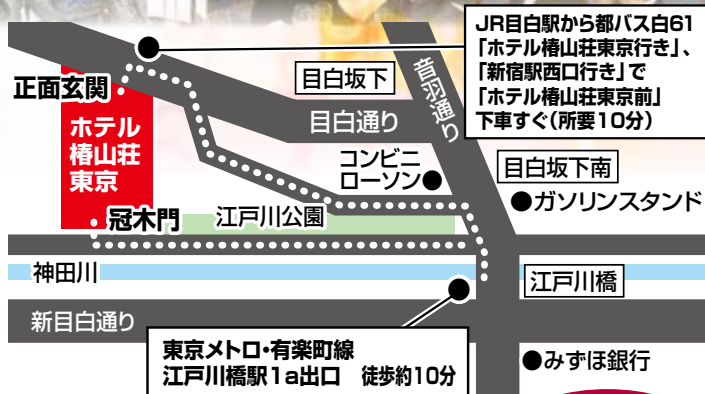 JR目白駅から都バス白61
「ホテル椿山荘東京行き」、
「新宿駅西口行き」で
「ホテル椿山荘東京前」
下車すぐ（所要10分）
正面玄関
目白坂下
音羽通り
目白通り
ホテル
椿山荘
東京
コンビニ
ローソン●
目白坂下南
●ガソリンスタンド
冠木門
江戸川公園
神田川
江戸川橋
新目白通り
東京メトロ・有楽町線
江戸川橋駅1a出口 徒歩約10分
●みずほ銀行